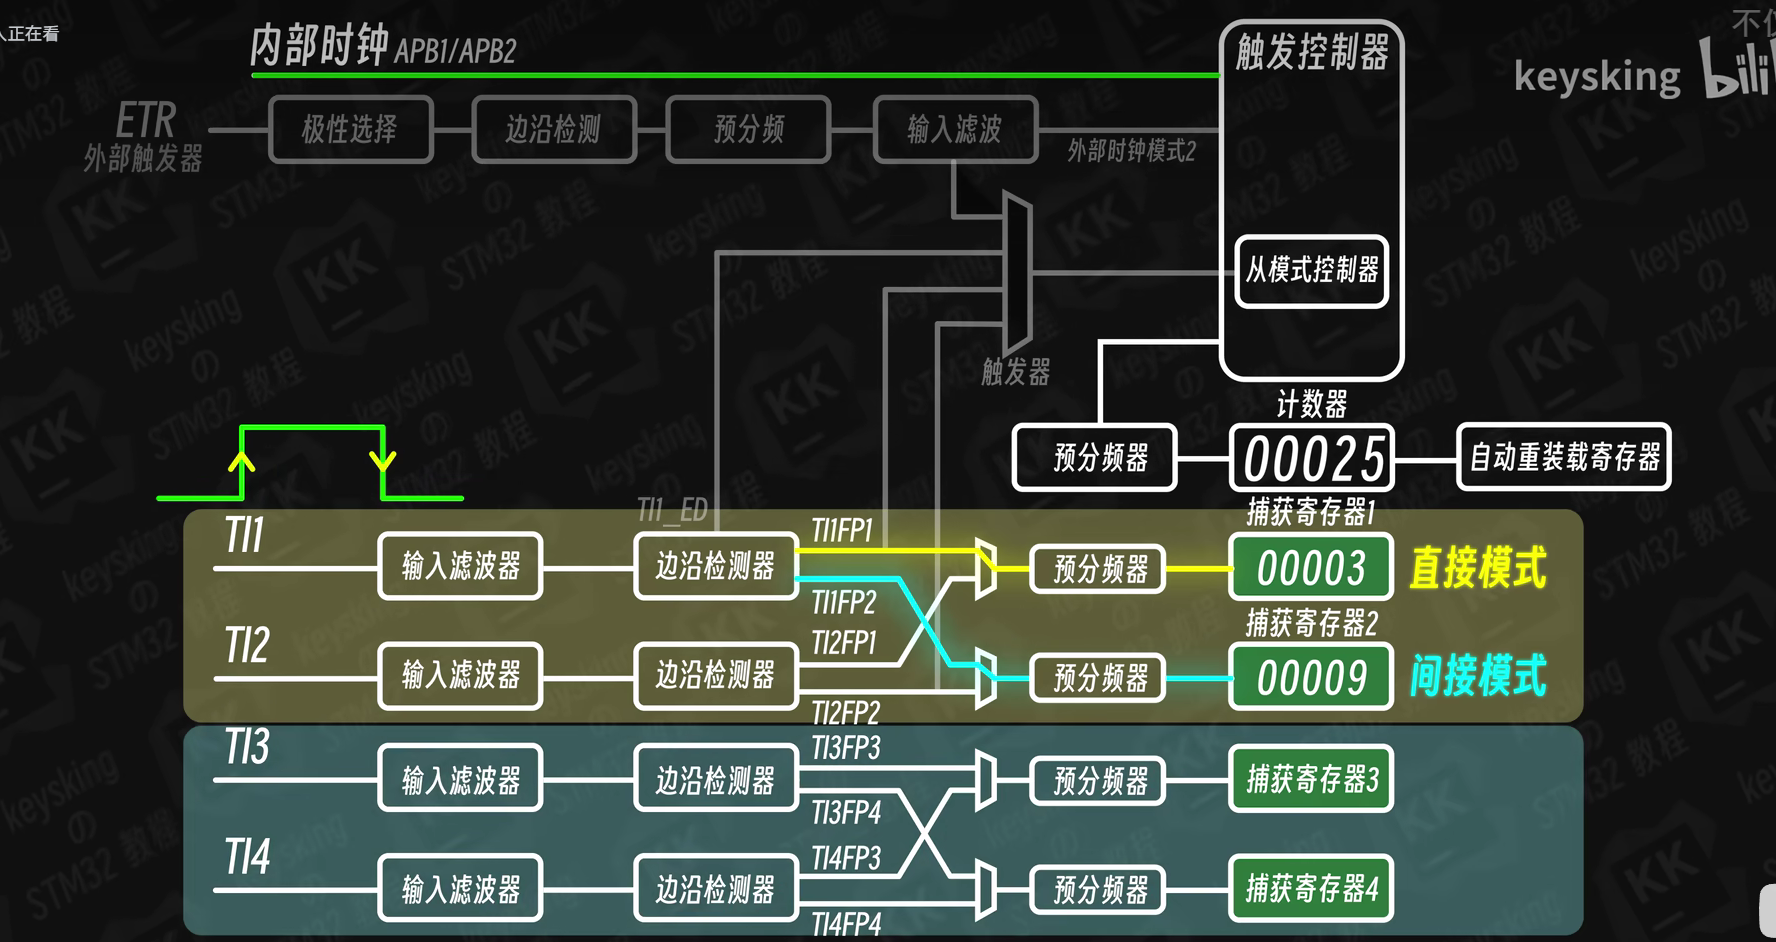 人正在看
不仅
内部时钟 APB1/APB2
触发控制器
keysking
bili
ETR
外部触发器
极性选择
边沿检测
预分频
输入滤波
外部时钟模式2
从模式控制器
触发器
计数器
预分频器
00025
自动重装载寄存器
TI1_ED
捕获寄存器1
TI1
输入滤波器
边沿检测器
TI1FP1
预分频器
00003
直接模式
TI1FP2
捕获寄存器2
TI2
输入滤波器
边沿检测器
TI2FP1
预分频器
00009
间接模式
TI2FP2
TI3
输入滤波器
边沿检测器
TI3FP3
预分频器
捕获寄存器3
TI3FP4
TI4
输入滤波器
边沿检测器
TI4FP3
预分频器
捕获寄存器4
TI4FP4
keysking
の
STM32 教程
KK